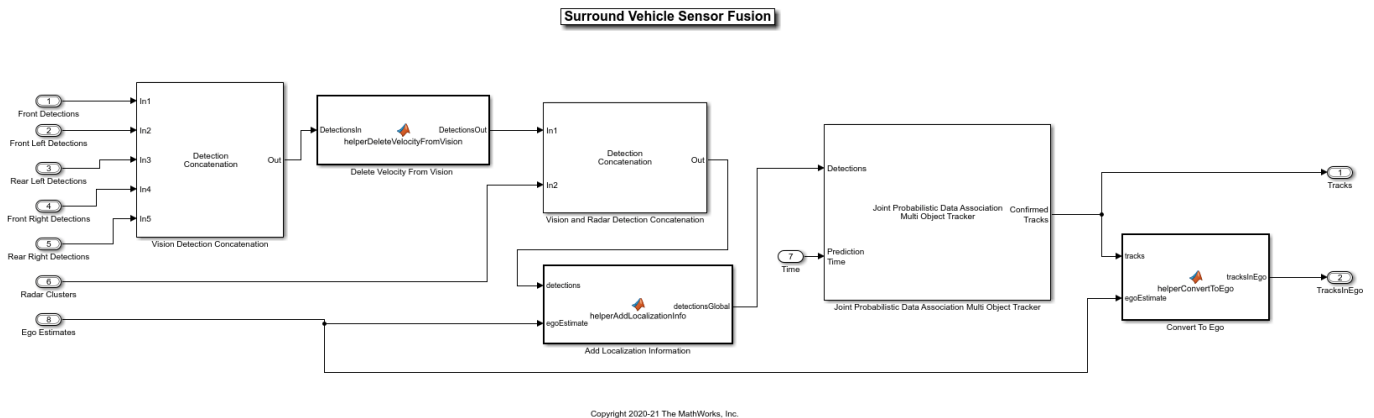 Surround Vehicle Sensor Fusion
1
Front Detections
2
Front Left Detections
3
Rear Left Detections
4
Front Right Detections
5
Rear Right Detections
6
Radar Clusters
8
Ego Estimates
In1
In2
In3
In4
In5
Detection
Concatenation
Out
Vision Detection Concatenation
DetectionsIn
DetectionsOut
helperDeleteVelocityFromVision
Delete Velocity From Vision
In1
In2
Detection
Concatenation
Out
Vision and Radar Detection Concatenation
detections
egoEstimate
helperAddLocalizationInfo
detectionsGlobal
Add Localization Information
7
Time
Detections
Prediction
Time
Joint Probabilistic Data Association
Multi Object Tracker
Confirmed
Tracks
Joint Probabilistic Data Association Multi Object Tracker
tracks
egoEstimate
helperConvertToEgo
tracksInEgo
Convert To Ego
1
Tracks
2
TracksInEgo
Copyright 2020-21 The MathWorks, Inc.